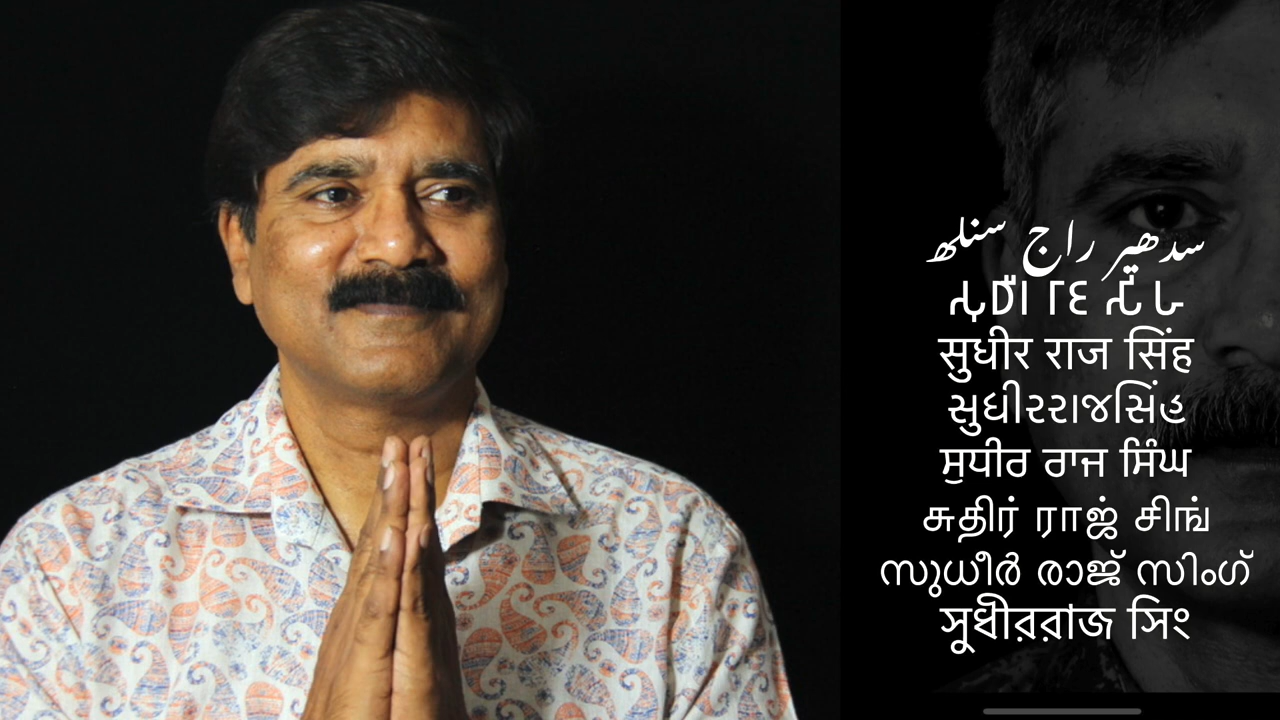 سدھیر راج سنلھ
सुधीर राज सिंह
સુધીરરાજસિંહ
ਸੁਧੀਰ ਰਾਜ ਸਿੰਘ
சுதிர் ராஜ் சிங்
സുധീർ രാജ് സിംഗ്
সুধীররাজ সিং